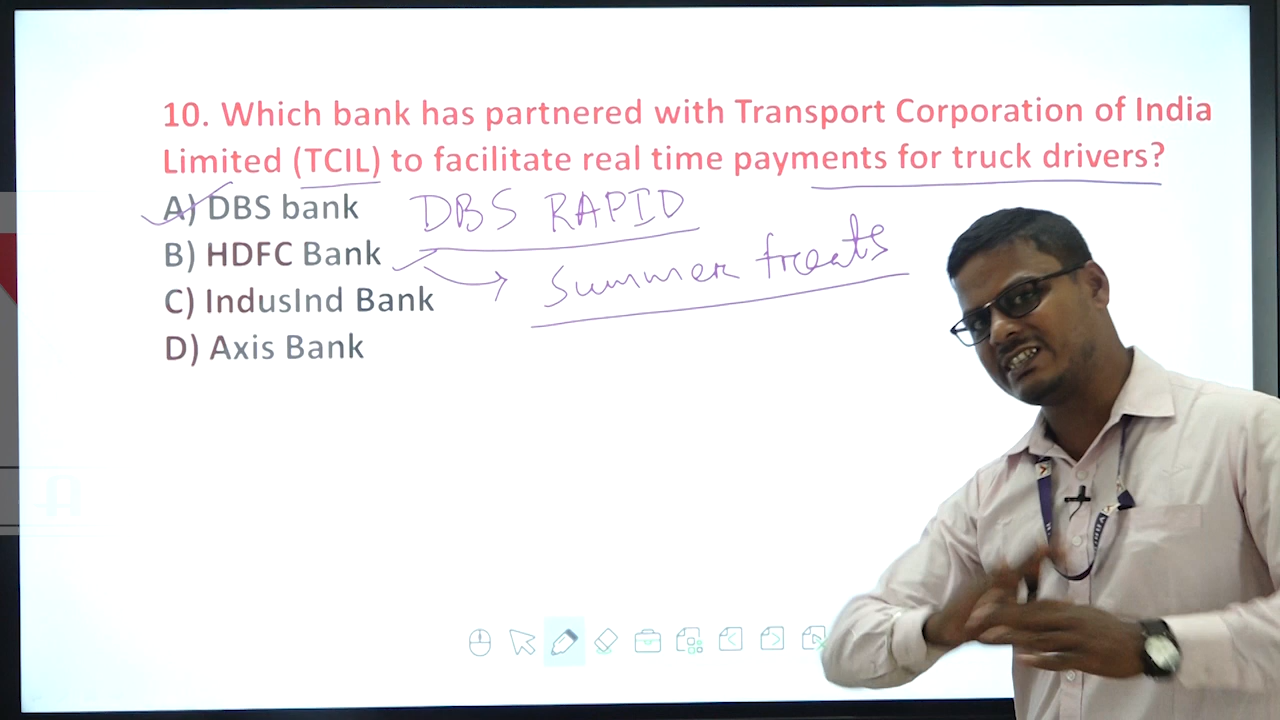 10. Which bank has partnered with Transport Corporation of India
Limited (TCIL) to facilitate real time payments for truck drivers?
A) DBS bank DBS RAPID
B) HDFC Bank Summer treats
C) IndusInd Bank
D) Axis Bank